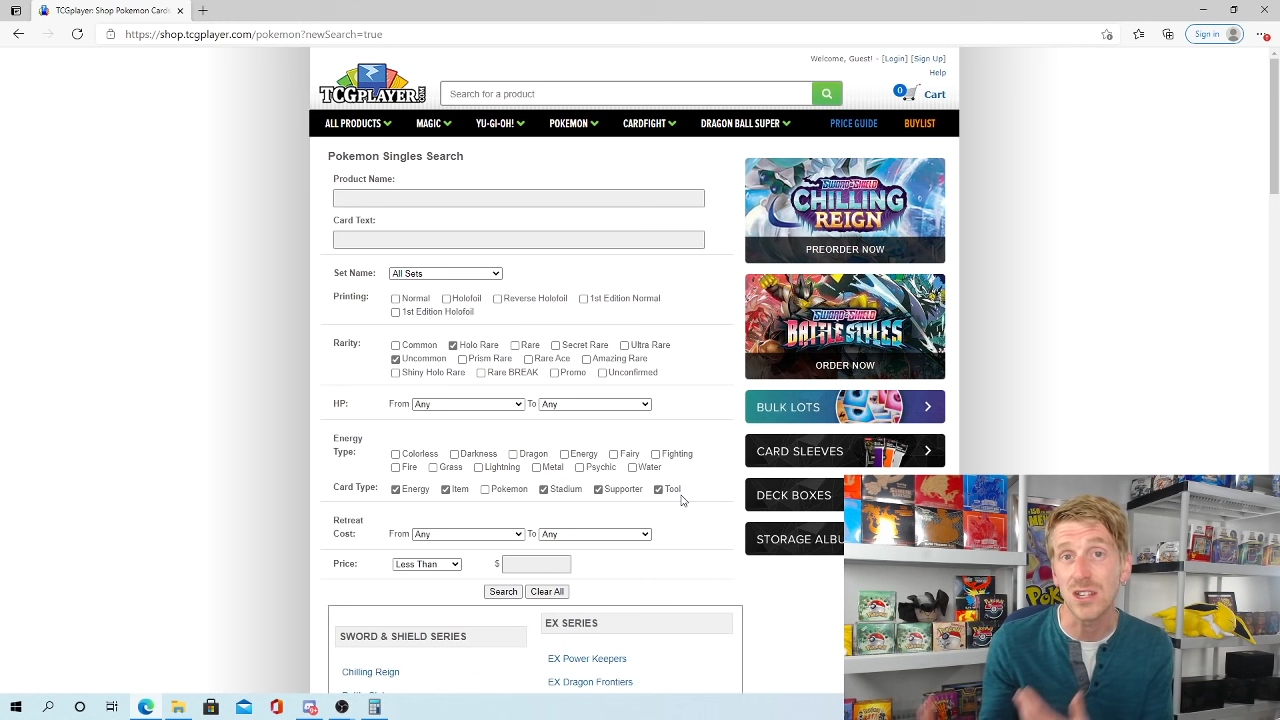 TCGplayer: Shop Pokemon Cards
https://shop.tcgplayer.com/pokemon?newSearch=true
Sign in
Welcome, Guest! - [Login] [Sign Up]
Help
TCGPLAYER.COM
Search for a product
0
Cart
ALL PRODUCTS MAGIC YU-GI-OH! POKEMON CARDFIGHT DRAGON BALL SUPER PRICE GUIDE BUYLIST
Pokemon Singles Search
Product Name:
Card Text:
Set Name: All Sets
Printing: Normal Holofoil Reverse Holofoil 1st Edition Normal
1st Edition Holofoil
Rarity: Common Holo Rare Rare Secret Rare Ultra Rare
Uncommon Prism Rare Rare Ace Amazing Rare
Shiny Holo Rare Rare BREAK Promo Unconfirmed
HP: From Any To Any
Energy
Type: Colorless Darkness Dragon Energy Fairy Fighting
Fire Grass Lightning Metal Psychic Water
Card Type: Energy Item Pokemon Stadium Supporter Tool
Retreat
Cost: From Any To Any
Price: Less Than $
Search Clear All
SWORD & SHIELD SERIES
Chilling Reign
EX SERIES
EX Power Keepers
EX Dragon Frontiers
SWORD & SHIELD
CHILLING
REIGN
PREORDER NOW
SWORD & SHIELD
BATTLE STYLES
ORDER NOW
BULK LOTS
CARD SLEEVES
DECK BOXES
STORAGE ALBU